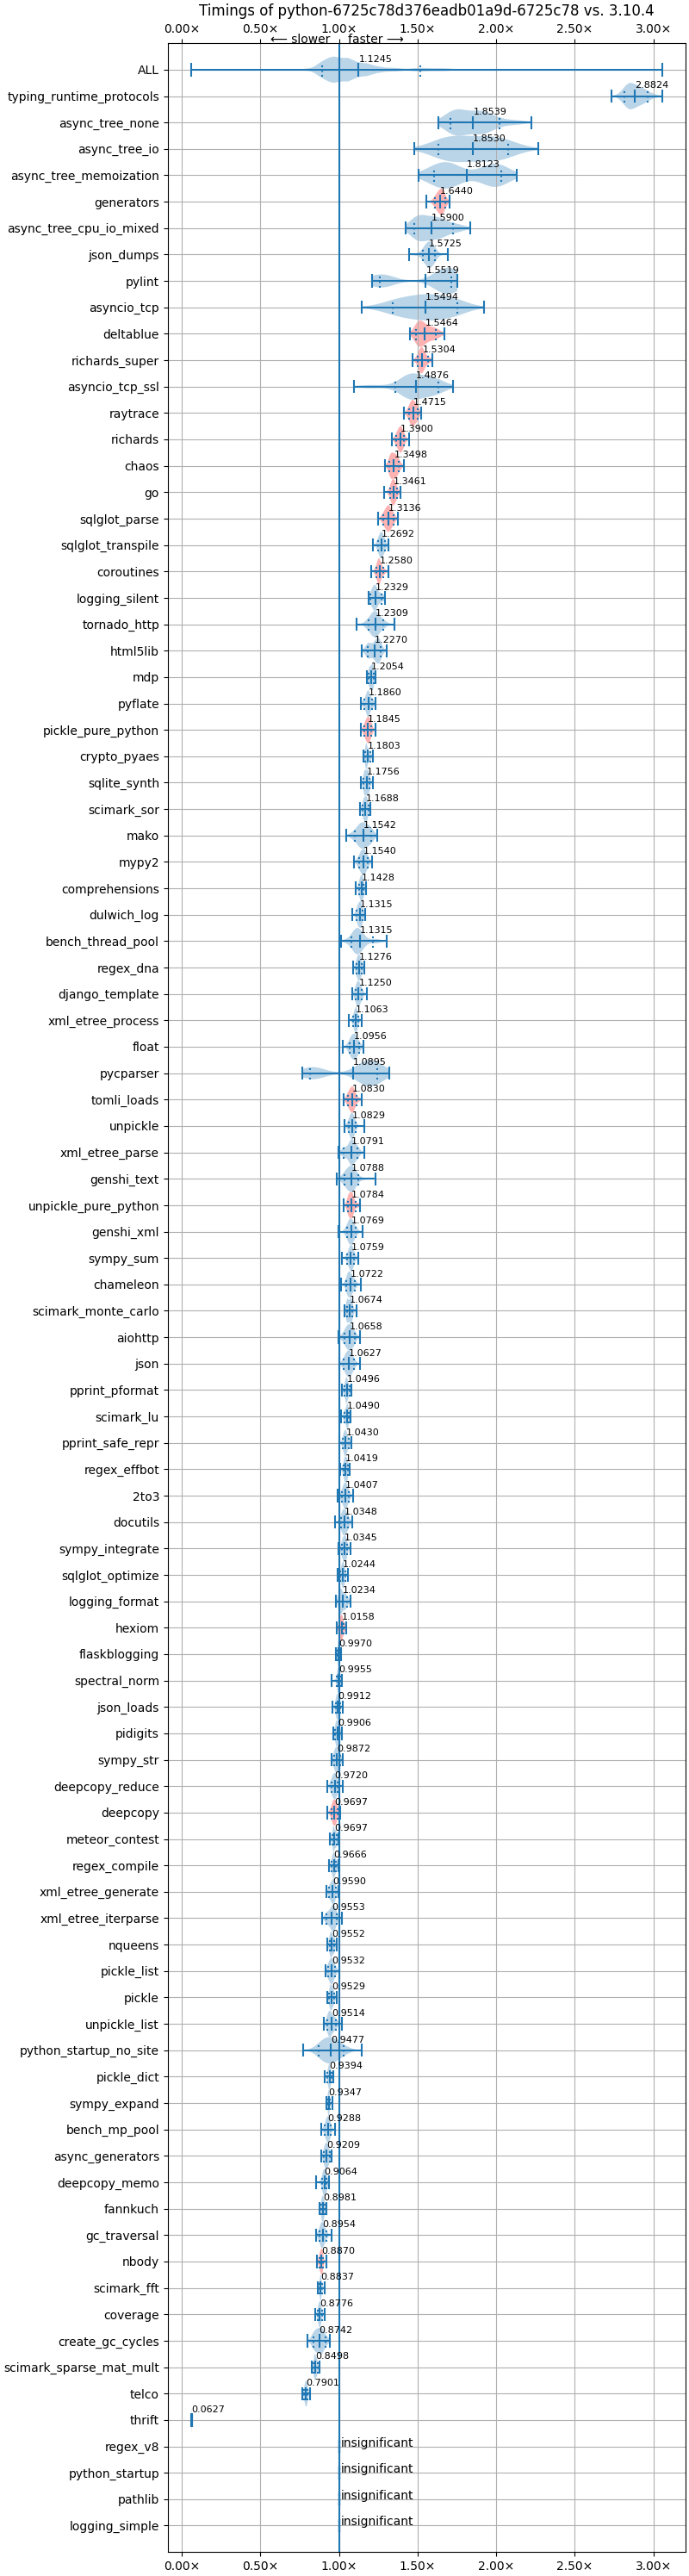 Timings of python-6725c78d376eadb01a9d-6725c78 vs. 3.10.4
0.00× 0.50× 1.00× 1.50× 2.00× 2.50× 3.00×
⟵ slower faster ⟶
ALL 1.1245
typing_runtime_protocols 2.8824
async_tree_none 1.8539
async_tree_io 1.8530
async_tree_memoization 1.8123
generators 1.6440
async_tree_cpu_io_mixed 1.5900
json_dumps 1.5725
pylint 1.5519
asyncio_tcp 1.5494
deltablue 1.5464
richards_super 1.5304
asyncio_tcp_ssl 1.4876
raytrace 1.4715
richards 1.3900
chaos 1.3498
go 1.3461
sqlglot_parse 1.3136
sqlglot_transpile 1.2692
coroutines 1.2580
logging_silent 1.2329
tornado_http 1.2309
html5lib 1.2270
mdp 1.2054
pyflate 1.1860
pickle_pure_python 1.1845
crypto_pyaes 1.1803
sqlite_synth 1.1756
scimark_sor 1.1688
mako 1.1542
mypy2 1.1540
comprehensions 1.1428
dulwich_log 1.1315
bench_thread_pool 1.1315
regex_dna 1.1276
django_template 1.1250
xml_etree_process 1.1063
float 1.0956
pycparser 1.0895
tomli_loads 1.0830
unpickle 1.0829
xml_etree_parse 1.0791
genshi_text 1.0788
unpickle_pure_python 1.0784
genshi_xml 1.0769
sympy_sum 1.0759
chameleon 1.0722
scimark_monte_carlo 1.0674
aiohttp 1.0658
json 1.0627
pprint_pformat 1.0496
scimark_lu 1.0490
pprint_safe_repr 1.0430
regex_effbot 1.0419
2to3 1.0407
docutils 1.0348
sympy_integrate 1.0345
sqlglot_optimize 1.0244
logging_format 1.0234
hexiom 1.0158
flaskblogging 0.9970
spectral_norm 0.9955
json_loads 0.9912
pidigits 0.9906
sympy_str 0.9872
deepcopy_reduce 0.9720
deepcopy 0.9697
meteor_contest 0.9697
regex_compile 0.9666
xml_etree_generate 0.9590
xml_etree_iterparse 0.9553
nqueens 0.9552
pickle_list 0.9532
pickle 0.9529
unpickle_list 0.9514
python_startup_no_site 0.9477
pickle_dict 0.9394
sympy_expand 0.9347
bench_mp_pool 0.9288
async_generators 0.9209
deepcopy_memo 0.9064
fannkuch 0.8981
gc_traversal 0.8954
nbody 0.8870
scimark_fft 0.8837
coverage 0.8776
create_gc_cycles 0.8742
scimark_sparse_mat_mult 0.8498
telco 0.7901
thrift 0.0627
regex_v8 insignificant
python_startup insignificant
pathlib insignificant
logging_simple insignificant
0.00× 0.50× 1.00× 1.50× 2.00× 2.50× 3.00×